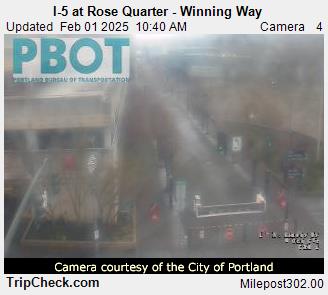 I-5 at Rose Quarter - Winning Way
Updated Feb 01 2025 10:40 AM Camera 4
PBOT
PORTLAND BUREAU OF TRANSPORTATION
Camera courtesy of the City of Portland
TripCheck.com Milepost302.00